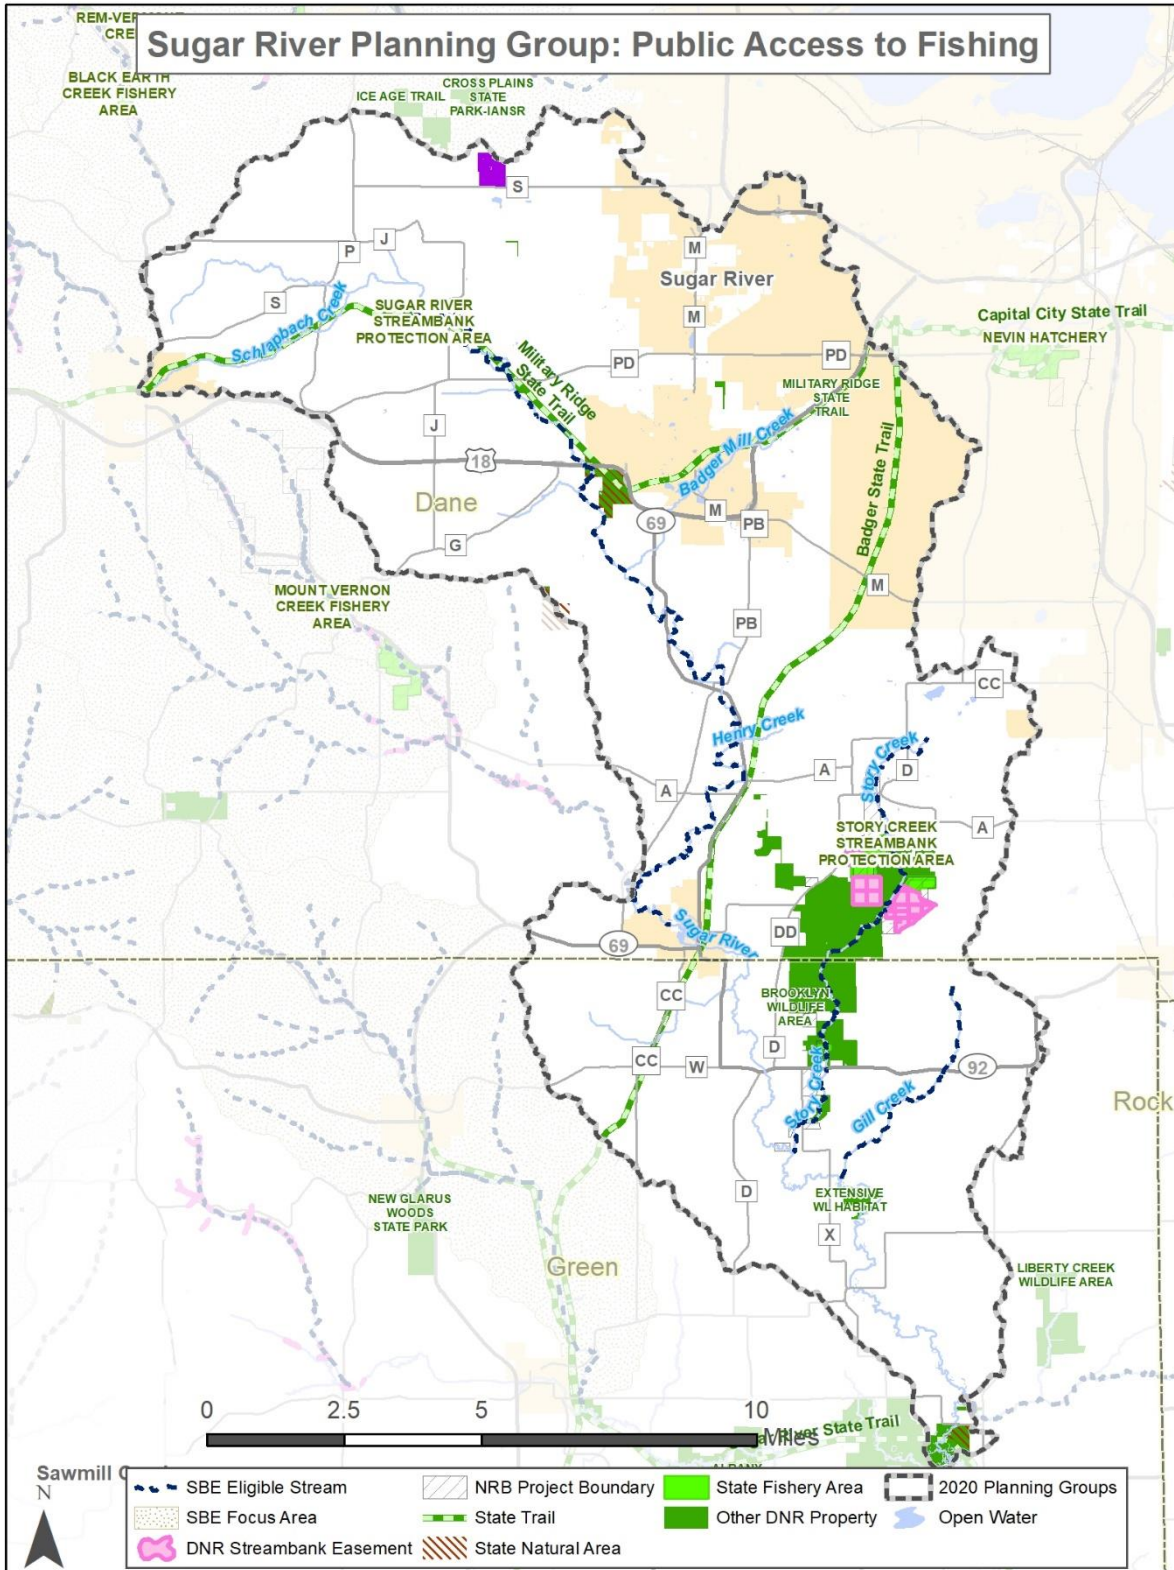 REM-VERMONT
CRE
Sugar River Planning Group: Public Access to Fishing
BLACK EARTH
CREEK FISHERY
AREA
ICE AGE TRAIL
CROSS PLAINS
STATE
PARK-IANSR
S
J
P
M
Sugar River
S
Schlapbach Creek
SUGAR RIVER
STREAMBANK
PROTECTION AREA
M
Capital City State Trail
NEVIN HATCHERY
Military Ridge
State Trail
PD
PD
MILITARY RIDGE
STATE
TRAIL
J
18
Badger Mill Creek
Badger State Trail
Dane
69
M
PB
G
M
MOUNT VERNON
CREEK FISHERY
AREA
PB
CC
Henry Creek
Story Creek
A
D
A
A
STORY CREEK
STREAMBANK
PROTECTION AREA
Sugar River
DD
69
CC
BROOKLYN
WILDLIFE
AREA
D
CC
W
92
Story Creek
Gill Creek
Rock
D
EXTENSIVE
WL HABITAT
NEW GLARUS
WOODS
STATE PARK
X
Green
LIBERTY CREEK
WILDLIFE AREA
0 2.5 5 10
Miles
ar River State Trail
ALBANY
Sawmill C
N
SBE Eligible Stream
NRB Project Boundary
State Fishery Area
2020 Planning Groups
SBE Focus Area
State Trail
Other DNR Property
Open Water
DNR Streambank Easement
State Natural Area